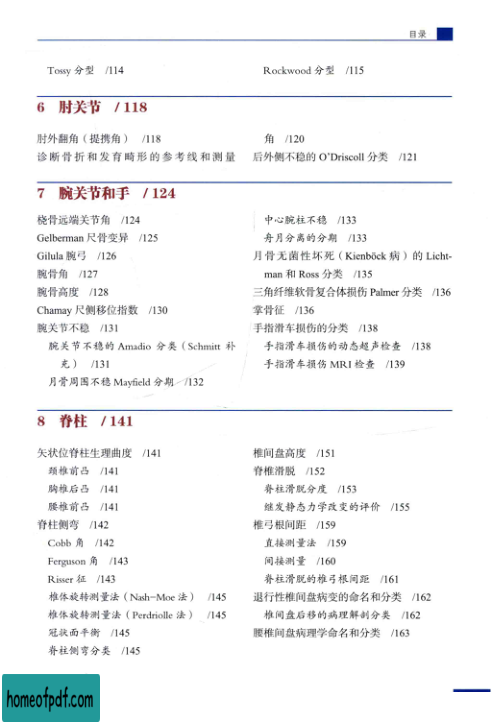 目录
Tossy 分型 /114
Rockwood 分型 /115
6 肘关节 /118
肘外翻角（提携角） /118
诊断骨折和发育畸形的参考线和测量
角 /120
后外侧不稳的 O’Driscoll 分类 /121
7 腕关节和手 /124
桡骨远端关节角 /124
Gelberman 尺骨变异 /125
Gilula 腕弓 /126
腕骨角 /127
腕骨高度 /128
Chamay 尺侧移位指数 /130
腕关节不稳 /131
腕关节不稳的 Amadio 分类（Schmitt 补
充） /131
月骨周围不稳 Mayfield 分期 /132
中心腕柱不稳 /133
舟月分离的分期 /133
月骨无菌性坏死（Kienböck 病）的 Licht-
man 和 Ross 分类 /135
三角纤维软骨复合体损伤 Palmer 分类 /136
掌骨征 /136
手指滑车损伤的分类 /138
手指滑车损伤的动态超声检查 /138
手指滑车损伤 MRI 检查 /139
8 脊柱 /141
矢状位脊柱生理曲度 /141
颈椎前凸 /141
胸椎后凸 /141
腰椎前凸 /141
脊柱侧弯 /142
Cobb 角 /142
Ferguson 角 /143
Risser 征 /143
椎体旋转测量法（Nash-Moe 法） /145
椎体旋转测量法（Perdriolle 法） /145
冠状面平衡 /145
脊柱侧弯分类 /145
椎间盘高度 /151
脊椎滑脱 /152
脊柱滑脱分度 /153
继发静态力学改变的评价 /155
椎弓根间距 /159
直接测量法 /159
间接测量 /160
脊柱滑脱的椎弓根间距 /161
退行性椎间盘病变的命名和分类 /162
椎间盘后移的病理解剖分类 /162
腰椎间盘病理学命名和分类 /163
homeofpdf.com